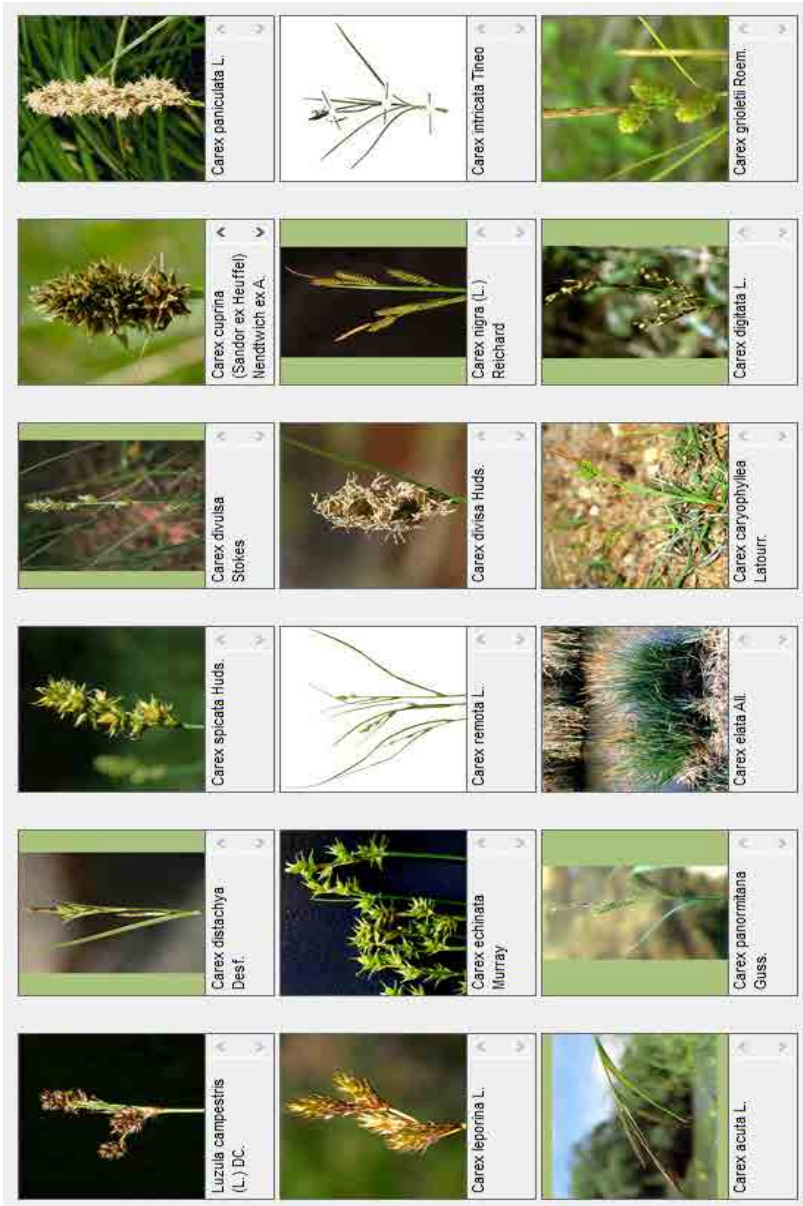 Luzula campestris
(L.) DC.
Carex distachya
Desf.
Carex spicata Huds.
Carex divulsa
Stokes
Carex cuprina
(Sandor ex Heuffel)
Nendtwich ex A.
Carex paniculata L.
Carex leporina L.
Carex echinata
Murray
Carex remota L.
Carex divisa Huds.
Carex nigra (L.)
Reichard
Carex intricata Tineo
Carex acuta L.
Carex panormitana
Guss.
Carex elata All.
Carex caryophyllea
Latourr.
Carex digitata L.
Carex grioletii Roem.